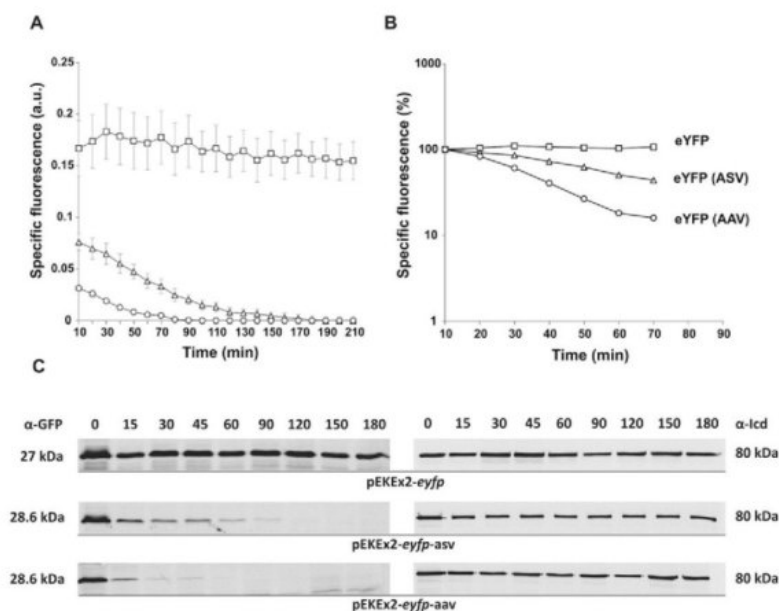 A
Specific fluorescence (a.u.)
0.25
0.2
0.15
0.1
0.05
0
10 30 50 70 90 110 130 150 170 190 210
Time (min)
B
Specific fluorescence (%)
1000
100
10
1
10 20 30 40 50 60 70 80 90
Time (min)
eYFP
eYFP (ASV)
eYFP (AAV)
C
α-GFP 0 15 30 45 60 90 120 150 180 0 15 30 45 60 90 120 150 180 α-Icd
27 kDa 80 kDa
pEKEx2-eyfp
28.6 kDa 80 kDa
pEKEx2-eyfp-asv
28.6 kDa 80 kDa
pEKEx2-eyfp-aav